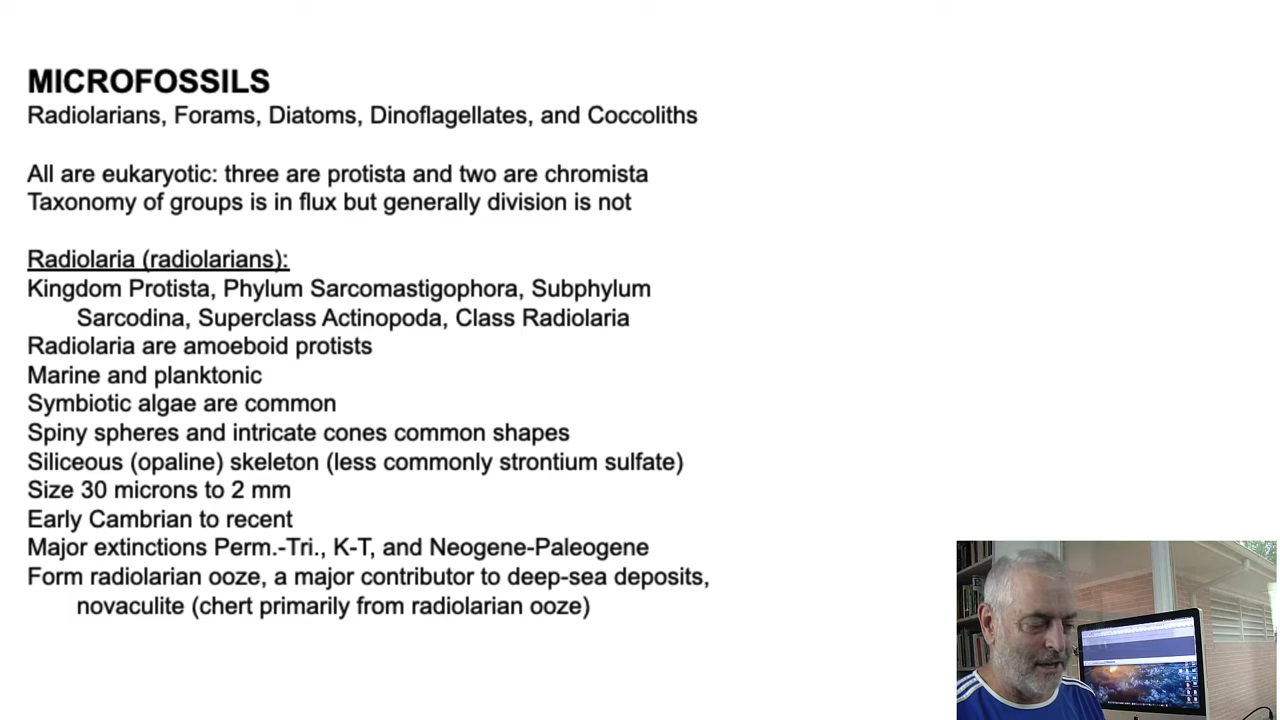 MICROFOSSILS
Radiolarians, Forams, Diatoms, Dinoflagellates, and Coccoliths
All are eukaryotic: three are protista and two are chromista
Taxonomy of groups is in flux but generally division is not
Radiolaria (radiolarians):
Kingdom Protista, Phylum Sarcomastigophora, Subphylum
Sarcodina, Superclass Actinopoda, Class Radiolaria
Radiolaria are amoeboid protists
Marine and planktonic
Symbiotic algae are common
Spiny spheres and intricate cones common shapes
Siliceous (opaline) skeleton (less commonly strontium sulfate)
Size 30 microns to 2 mm
Early Cambrian to recent
Major extinctions Perm.-Tri., K-T, and Neogene-Paleogene
Form radiolarian ooze, a major contributor to deep-sea deposits,
novaculite (chert primarily from radiolarian ooze)